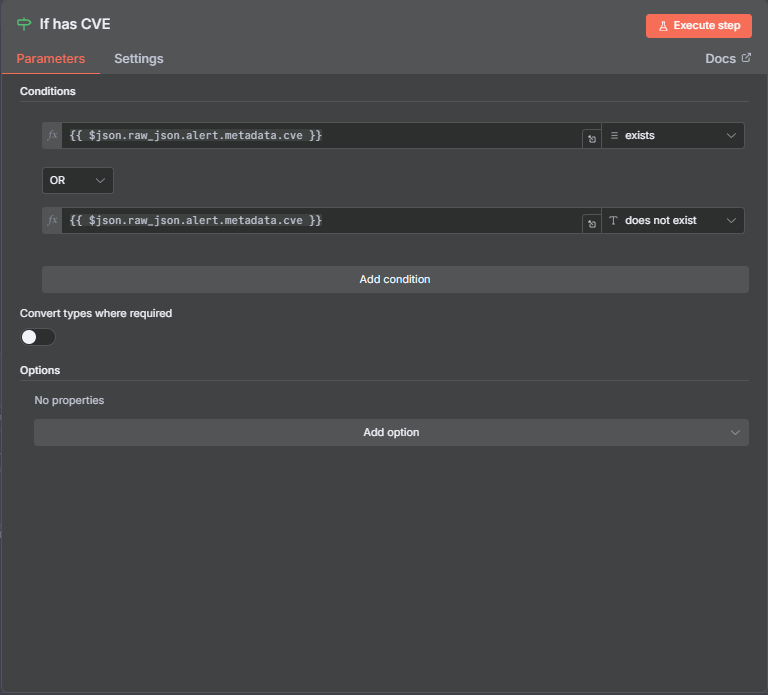 If has CVE
Execute step
Parameters Settings Docs
Conditions
fx {{ $json.raw_json.alert.metadata.cve }} exists
OR
fx {{ $json.raw_json.alert.metadata.cve }} T does not exist
Add condition
Convert types where required
Options
No properties
Add option